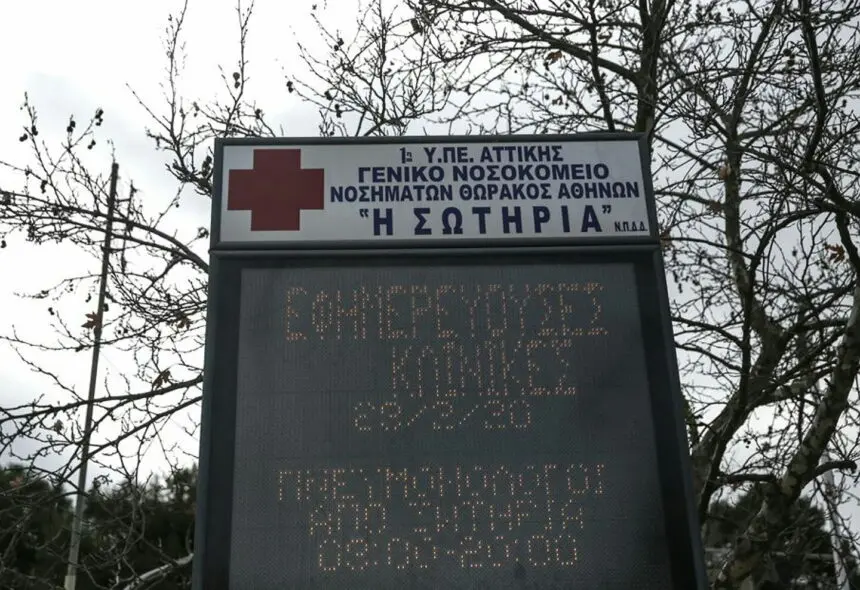 1η Υ.ΠΕ. ΑΤΤΙΚΗΣ
ΓΕΝΙΚΟ ΝΟΣΟΚΟΜΕΙΟ
ΝΟΣΗΜΑΤΩΝ ΘΩΡΑΚΟΣ ΑΘΗΝΩΝ
"Η ΣΩΤΗΡΙΑ" Ν.Π.Δ.Δ.
ΕΦΗΜΕΡΕΥΟΥΣΕΣ
ΚΛΙΝΙΚΕΣ
28/2/20
ΠΝΕΥΜΟΝΟΛΟΓΟΙ
ΑΠΟ ΣΩΤΗΡΙΑ
08:00-20:00